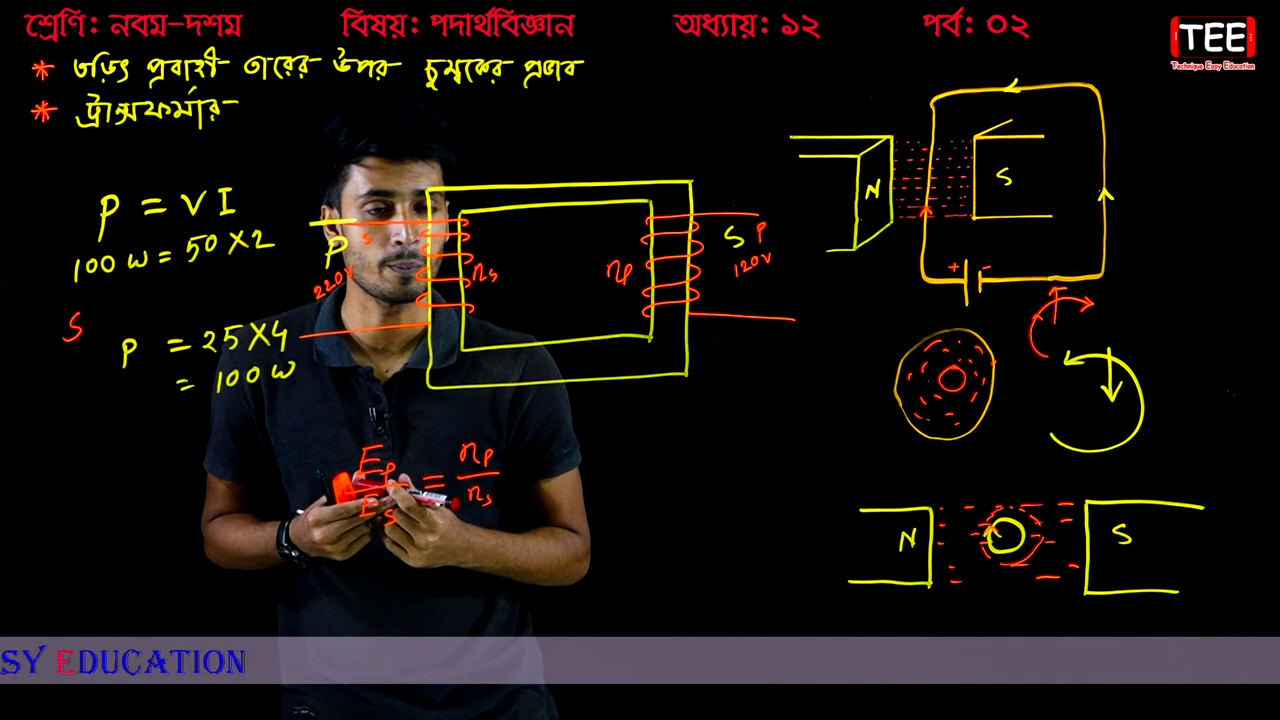 শ্রেণি: নবম-দশম বিষয়: পদার্থবিজ্ঞান অধ্যায়: ১২ পর্ব: ০২
TEE
Technique Easy Education
* তড়িৎ প্রবাহী তারের উপর চুম্বকের প্রভাব
* ট্রান্সফর্মার
P = VI
100 W = 50 X 2
S
P = 25 X 4
= 100 W
P S
220V
ns
np
S P
120V
Ep/Es = np/ns
N S
+ -
N S
SY EDUCATION